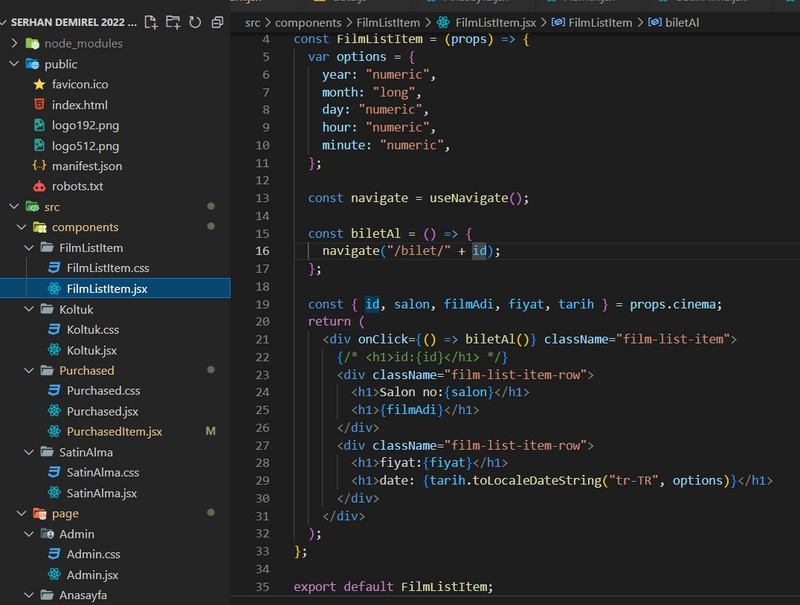 SERHAN DEMIREL 2022 ...
node_modules
public
favicon.ico
index.html
logo192.png
logo512.png
manifest.json
robots.txt
src
components
FilmListItem
FilmListItem.css
FilmListItem.jsx
Koltuk
Koltuk.css
Koltuk.jsx
Purchased
Purchased.css
Purchased.jsx
PurchasedItem.jsx M
SatinAlma
SatinAlma.css
SatinAlma.jsx
page
Admin
Admin.css
Admin.jsx
Anasayfa
src > components > FilmListItem > FilmListItem.jsx > FilmListItem > biletAl
4 const FilmListItem = (props) => {
5 var options = {
6 year: "numeric",
7 month: "long",
8 day: "numeric",
9 hour: "numeric",
10 minute: "numeric",
11 };
12
13 const navigate = useNavigate();
14
15 const biletAl = () => {
16 navigate("/bilet/" + id);
17 };
18
19 const { id, salon, filmAdi, fiyat, tarih } = props.cinema;
20 return (
21 <div onClick={() => biletAl()} className="film-list-item">
22 {/* <h1>id:{id}</h1> */}
23 <div className="film-list-item-row">
24 <h1>Salon no:{salon}</h1>
25 <h1>{filmAdi}</h1>
26 </div>
27 <div className="film-list-item-row">
28 <h1>fiyat:{fiyat}</h1>
29 <h1>date: {tarih.toLocaleDateString("tr-TR", options)}</h1>
30 </div>
31 </div>
32 );
33 };
34
35 export default FilmListItem;